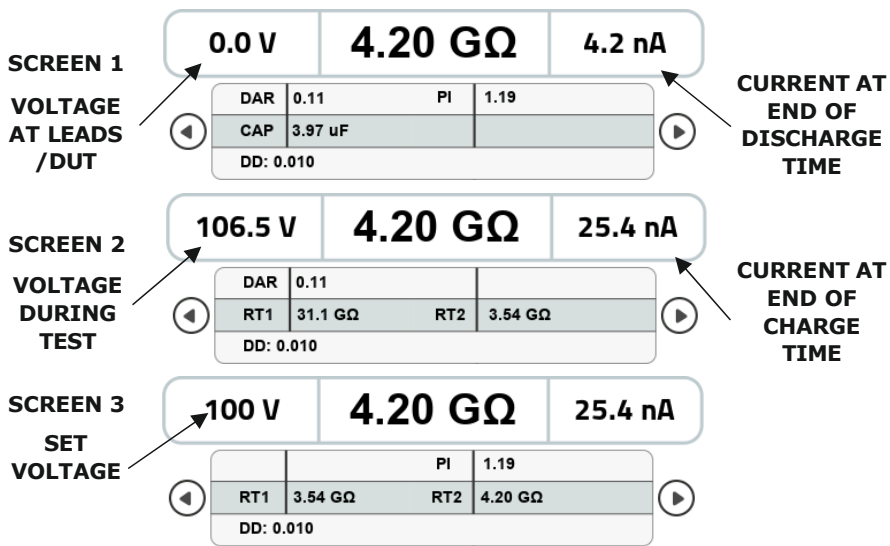 SCREEN 1
VOLTAGE
AT LEADS
/DUT
0.0 V 4.20 GΩ 4.2 nA
DAR 0.11 PI 1.19
CAP 3.97 uF
DD: 0.010
CURRENT AT
END OF
DISCHARGE
TIME
SCREEN 2
VOLTAGE
DURING
TEST
106.5 V 4.20 GΩ 25.4 nA
DAR 0.11
RT1 31.1 GΩ RT2 3.54 GΩ
DD: 0.010
CURRENT AT
END OF
CHARGE
TIME
SCREEN 3
SET
VOLTAGE
100 V 4.20 GΩ 25.4 nA
PI 1.19
RT1 3.54 GΩ RT2 4.20 GΩ
DD: 0.010